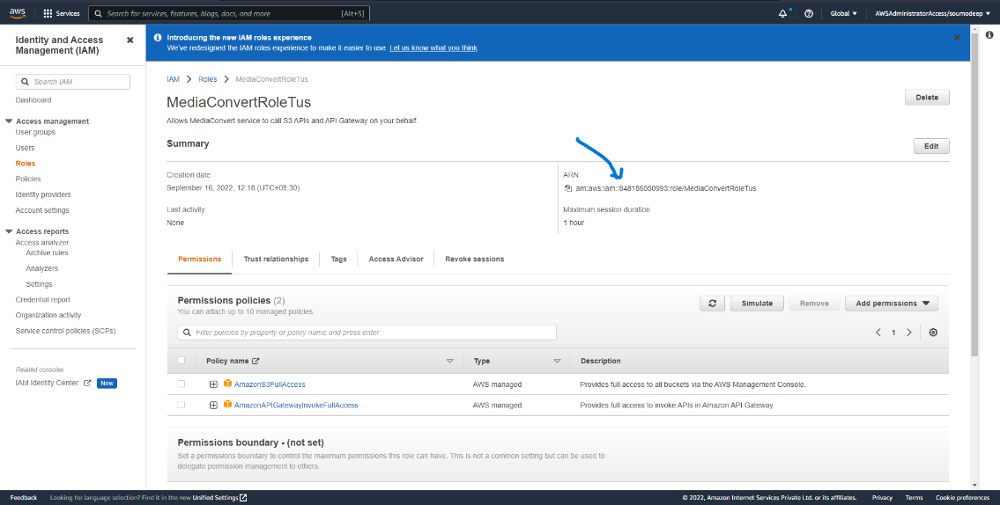 aws Services Search for services, features, blogs, docs, and more [Alt+S] Global AWSAdministratorAccess/soumodeep
Identity and Access Management (IAM)
Search IAM
Dashboard
Access management
User groups
Users
Roles
Policies
Identity providers
Account settings
Access reports
Access analyzer
Archive rules
Analyzers
Settings
Credential report
Organization activity
Service control policies (SCPs)
Related consoles
IAM Identity Center New
Introducing the new IAM roles experience
We've redesigned the IAM roles experience to make it easier to use. Let us know what you think.
IAM Roles MediaConvertRoleTus
MediaConvertRoleTus
Delete
Allows MediaConvert service to call S3 APIs and API Gateway on your behalf.
Summary
Edit
Creation date
September 16, 2022, 12:18 (UTC+05:30)
ARN
arn:aws:iam::848186050993:role/MediaConvertRoleTus
Last activity
None
Maximum session duration
1 hour
Permissions Trust relationships Tags Access Advisor Revoke sessions
Permissions policies (2)
You can attach up to 10 managed policies.
Simulate Remove Add permissions
Filter policies by property or policy name and press enter
1
Policy name Type Description
AmazonS3FullAccess AWS managed Provides full access to all buckets via the AWS Management Console.
AmazonAPIGatewayInvokeFullAccess AWS managed Provides full access to invoke APIs in Amazon API Gateway.
Permissions boundary - (not set)
Set a permissions boundary to control the maximum permissions this role can have. This is not a common setting but can be used to
delegate permission management to others.
Feedback Looking for language selection? Find it in the new Unified Settings © 2022, Amazon Internet Services Private Ltd. or its affiliates. Privacy Terms Cookie preferences